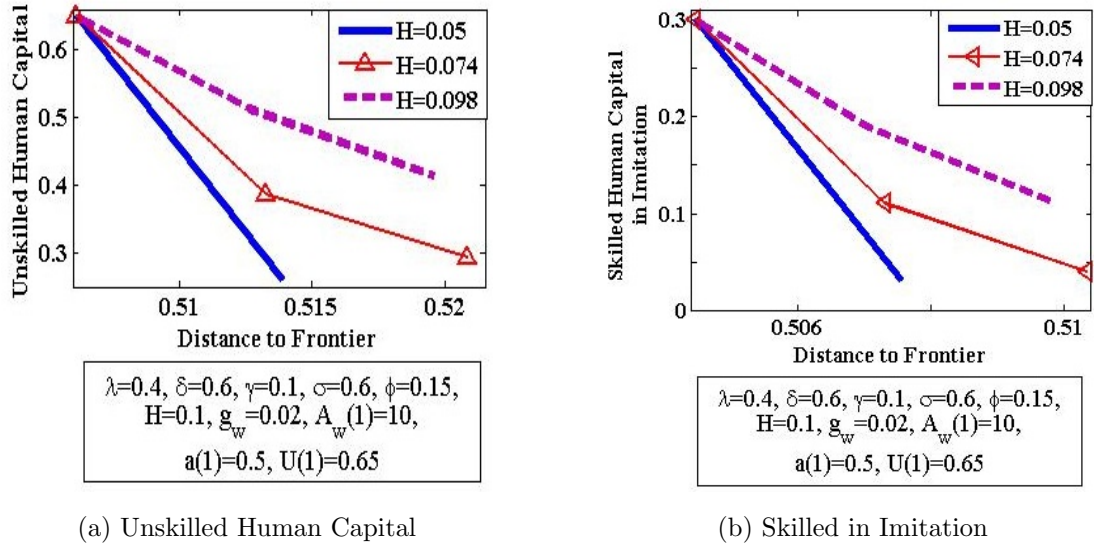 Unskilled Human Capital
0.6
0.5
0.4
0.3
0.51
0.515
0.52
Distance to Frontier
H=0.05
H=0.074
H=0.098
λ=0.4, δ=0.6, γ=0.1, σ=0.6, ϕ=0.15,
H=0.1, g_w=0.02, A_w(1)=10,
a(1)=0.5, U(1)=0.65
(a) Unskilled Human Capital
Skilled Human Capital
in Imitation
0.3
0.2
0.1
0
0.506
0.51
Distance to Frontier
H=0.05
H=0.074
H=0.098
λ=0.4, δ=0.6, γ=0.1, σ=0.6, ϕ=0.15,
H=0.1, g_w=0.02, A_w(1)=10,
a(1)=0.5, U(1)=0.65
(b) Skilled in Imitation